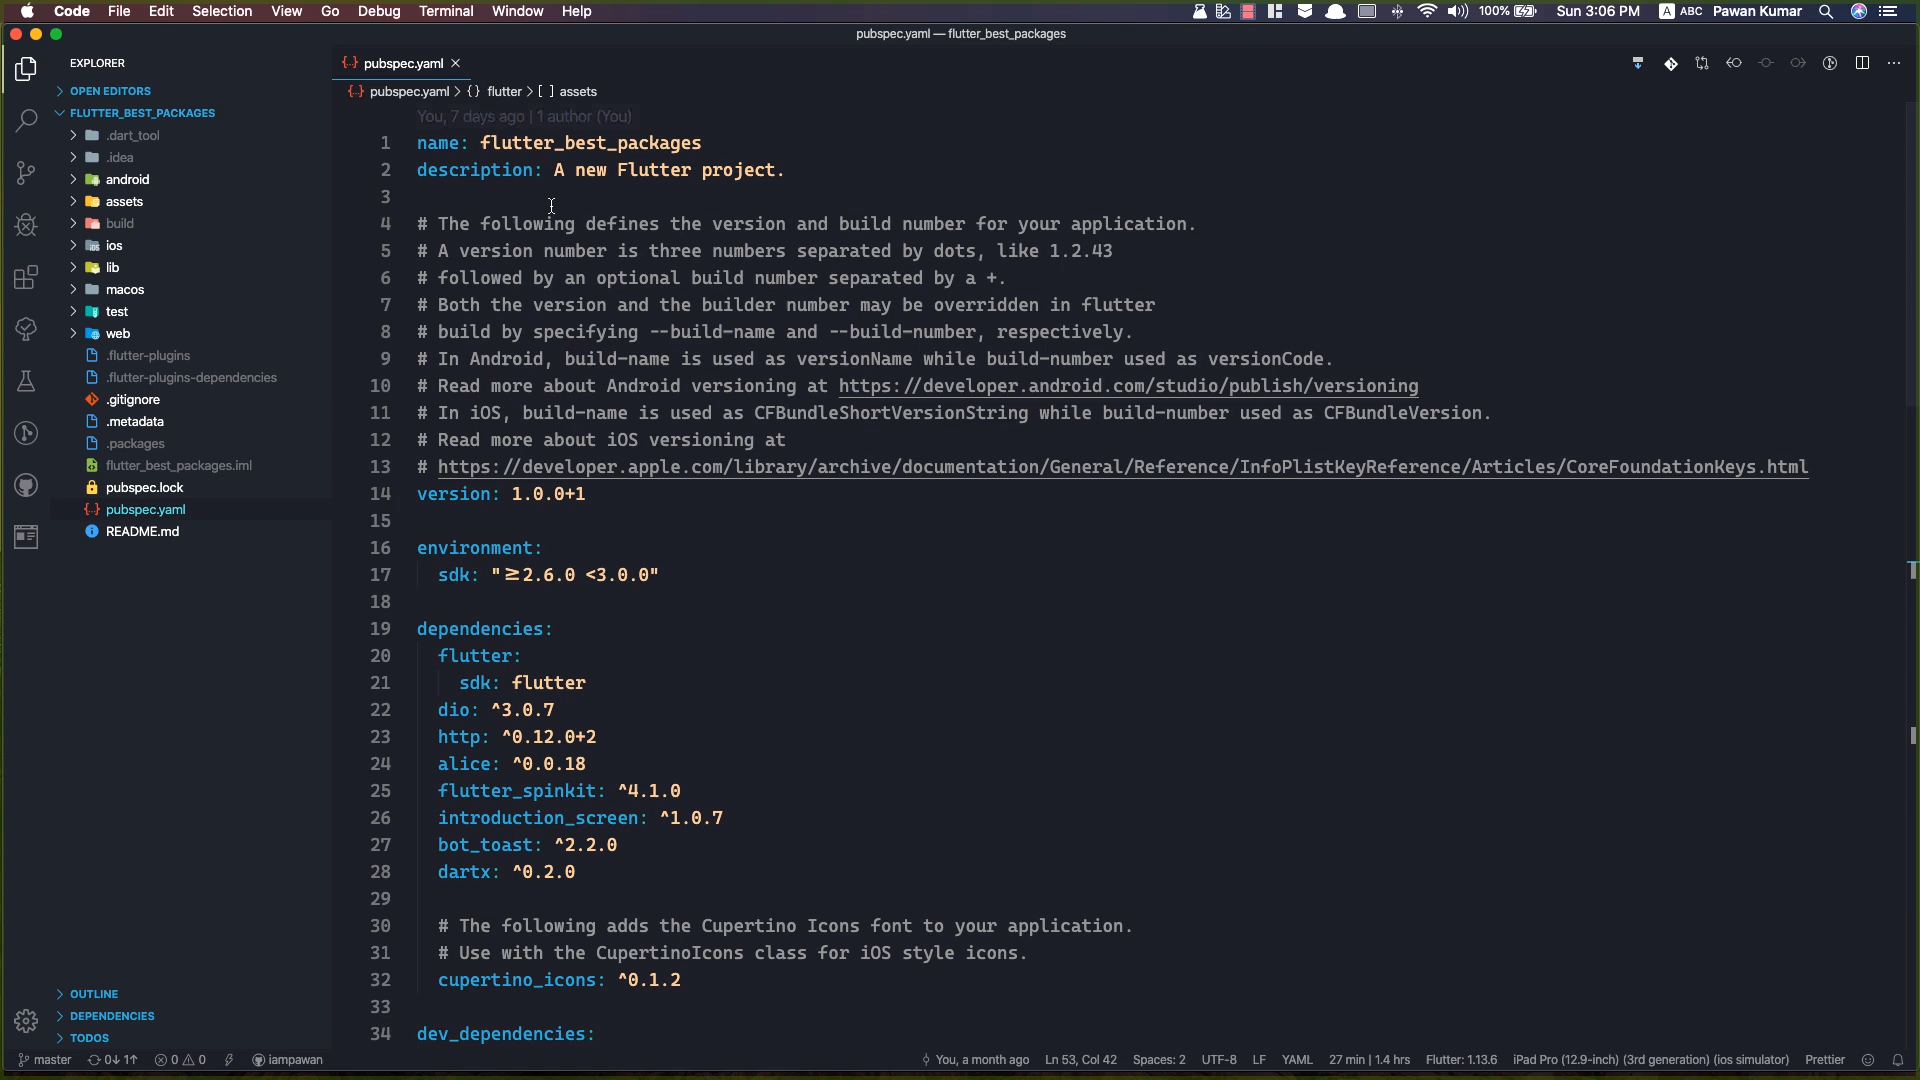 Code File Edit Selection View Go Debug Terminal Window Help 100% Sun 3:06 PM A ABC Pawan Kumar
pubspec.yaml — flutter_best_packages
EXPLORER
OPEN EDITORS
FLUTTER_BEST_PACKAGES
.dart_tool
.idea
android
assets
build
ios
lib
macos
test
web
.flutter-plugins
.flutter-plugins-dependencies
.gitignore
.metadata
.packages
flutter_best_packages.iml
pubspec.lock
pubspec.yaml
README.md
OUTLINE
DEPENDENCIES
TODOS
pubspec.yaml
pubspec.yaml > {} flutter > [ ] assets
You, 7 days ago | 1 author (You)
1 name: flutter_best_packages
2 description: A new Flutter project.
3
4 # The following defines the version and build number for your application.
5 # A version number is three numbers separated by dots, like 1.2.43
6 # followed by an optional build number separated by a +.
7 # Both the version and the builder number may be overridden in flutter
8 # build by specifying --build-name and --build-number, respectively.
9 # In Android, build-name is used as versionName while build-number used as versionCode.
10 # Read more about Android versioning at https://developer.android.com/studio/publish/versioning
11 # In iOS, build-name is used as CFBundleShortVersionString while build-number used as CFBundleVersion.
12 # Read more about iOS versioning at
13 # https://developer.apple.com/library/archive/documentation/General/Reference/InfoPlistKeyReference/Articles/CoreFoundationKeys.html
14 version: 1.0.0+1
15
16 environment:
17 sdk: "≥2.6.0 <3.0.0"
18
19 dependencies:
20 flutter:
21 sdk: flutter
22 dio: ^3.0.7
23 http: ^0.12.0+2
24 alice: ^0.0.18
25 flutter_spinkit: ^4.1.0
26 introduction_screen: ^1.0.7
27 bot_toast: ^2.2.0
28 dartx: ^0.2.0
29
30 # The following adds the Cupertino Icons font to your application.
31 # Use with the CupertinoIcons class for iOS style icons.
32 cupertino_icons: ^0.1.2
33
34 dev_dependencies:
master 0↓ 1↑ 0 0 iampawan You, a month ago Ln 53, Col 42 Spaces: 2 UTF-8 LF YAML 27 min | 1.4 hrs Flutter: 1.13.6 iPad Pro (12.9-inch) (3rd generation) (ios simulator) Prettier